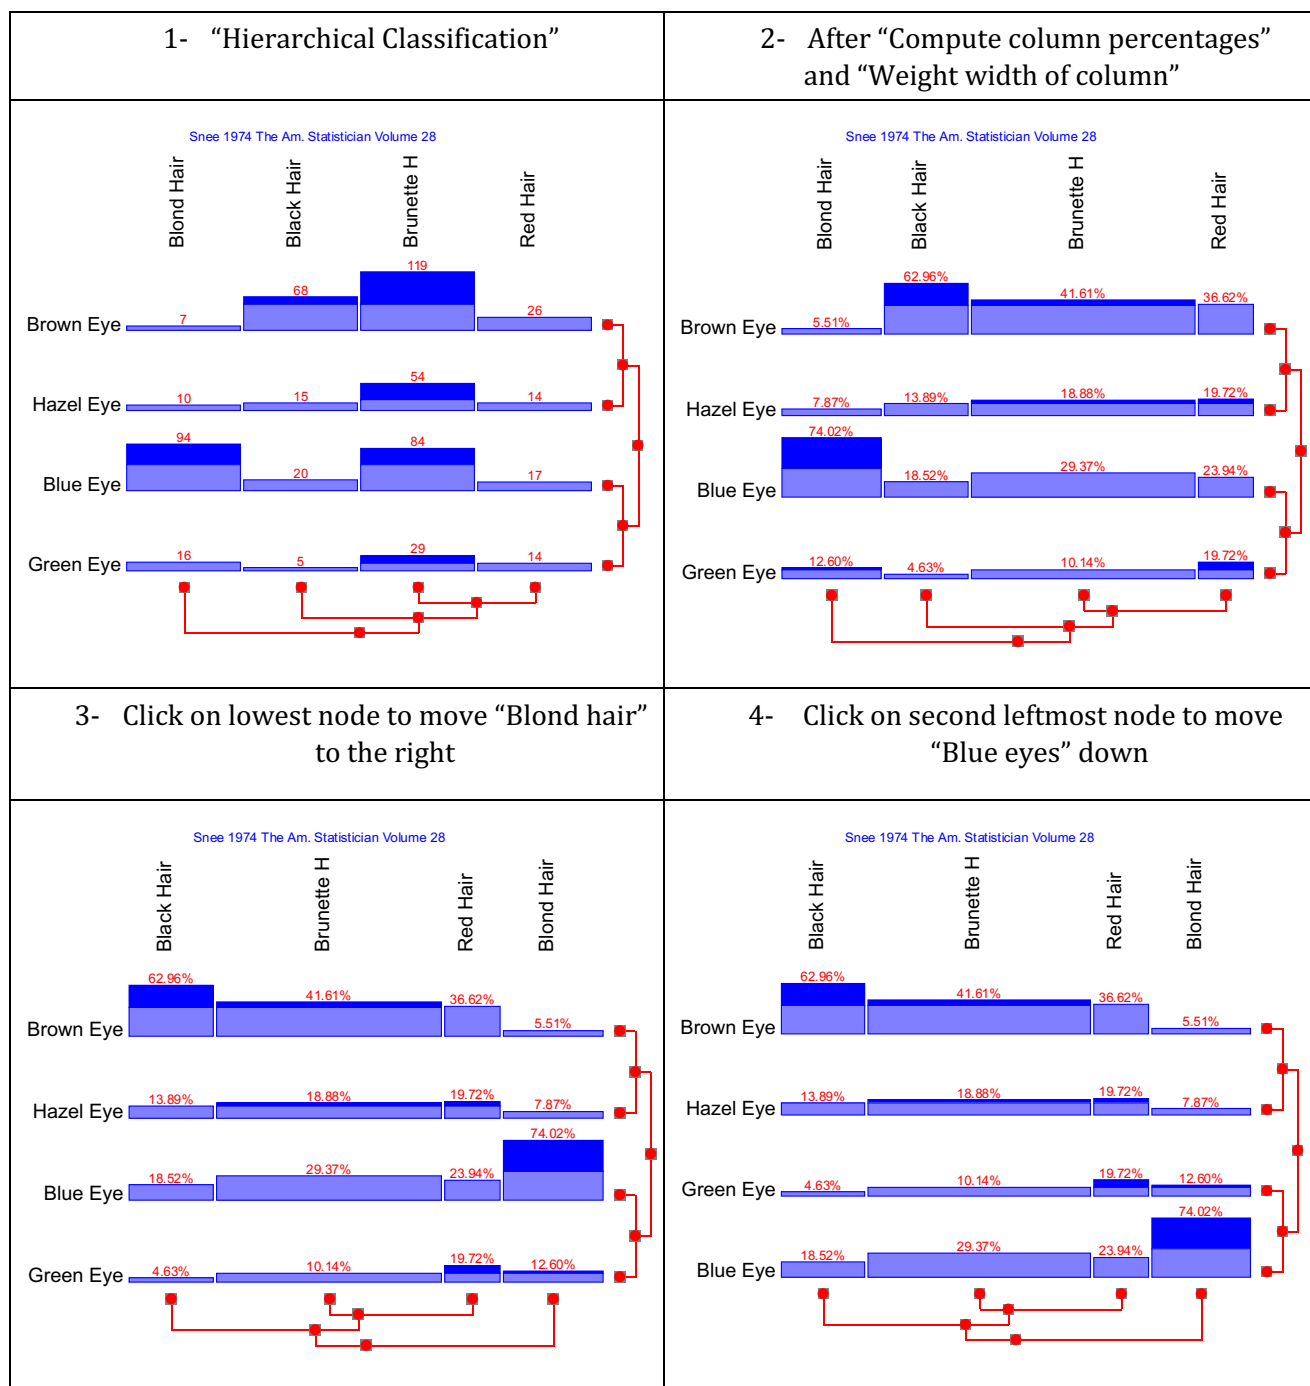 1- “Hierarchical Classification”
2- After “Compute column percentages”
and “Weight width of column”
Snee 1974 The Am. Statistician Volume 28
Blond Hair
Black Hair
Brunette H
Red Hair
119
68
7
26
Brown Eye
54
10
15
14
Hazel Eye
94
84
20
17
Blue Eye
29
16
5
14
Green Eye
Snee 1974 The Am. Statistician Volume 28
Blond Hair
Black Hair
Brunette H
Red Hair
62.96%
41.61%
36.62%
5.51%
Brown Eye
7.87%
13.89%
18.88%
19.72%
Hazel Eye
74.02%
18.52%
29.37%
23.94%
Blue Eye
12.60%
4.63%
10.14%
19.72%
Green Eye
3- Click on lowest node to move “Blond hair”
to the right
4- Click on second leftmost node to move
“Blue eyes” down
Snee 1974 The Am. Statistician Volume 28
Black Hair
Brunette H
Red Hair
Blond Hair
62.96%
41.61%
36.62%
5.51%
Brown Eye
13.89%
18.88%
19.72%
7.87%
Hazel Eye
74.02%
18.52%
29.37%
23.94%
Blue Eye
4.63%
10.14%
19.72%
12.60%
Green Eye
Snee 1974 The Am. Statistician Volume 28
Black Hair
Brunette H
Red Hair
Blond Hair
62.96%
41.61%
36.62%
5.51%
Brown Eye
13.89%
18.88%
19.72%
7.87%
Hazel Eye
4.63%
10.14%
19.72%
12.60%
Green Eye
74.02%
18.52%
29.37%
23.94%
Blue Eye